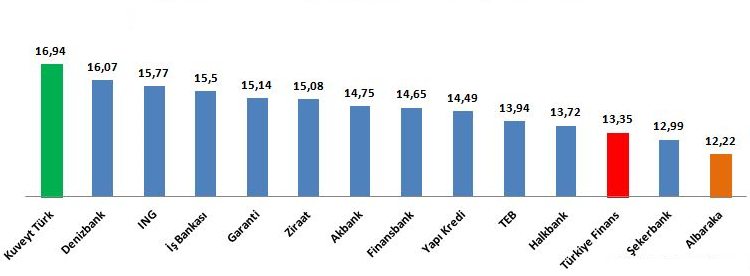 16,94
16,07
15,77
15,5
15,14
15,08
14,75
14,65
14,49
13,94
13,72
13,35
12,99
12,22
Kuveyt Türk
Denizbank
ING
İş Bankası
Garanti
Ziraat
Akbank
Finansbank
Yapı Kredi
TEB
Halkbank
Türkiye Finans
Şekerbank
Albaraka